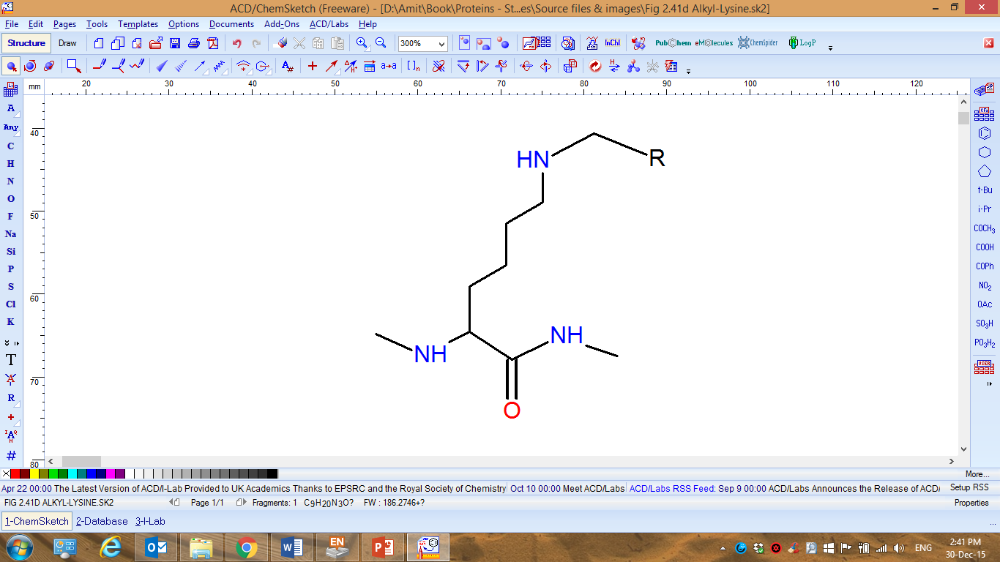 ACD/ChemSketch (Freeware) - [D:\Amit\Book\Proteins - St...es\Source files & images\Fig 2.41d Alkyl-Lysine.sk2]
File Edit Pages Tools Templates Options Documents Add-Ons ACD/Labs Help
Structure Draw 300% InChI PubChem eMolecules ChemSpider LogP
A# a→a [ ]n
mm 20 30 40 50 60 70 80 90 100 110 120
A
Any
C
H
N
O
F
Na
Si
P
S
Cl
K
T
A
R
#
40
50
60
70
80
HN
R
NH
NH
O
CF3
t-Bu
i-Pr
COCH3
COOH
COPh
NO2
OAc
SO3H
PO3H2
USER
More...
Apr 22 00:00 The Latest Version of ACD/I-Lab Provided to UK Academics Thanks to EPSRC and the Royal Society of Chemistry Oct 10 00:00 Meet ACD/Labs ACD/Labs RSS Feed: Sep 9 00:00 ACD/Labs Announces the Release of ACD/ Setup RSS
FIG 2.41D ALKYL-LYSINE.SK2 Page 1/1 Fragments: 1 C9H20N3O? FW : 186.2746+? Properties
1-ChemSketch 2-Database 3-I-Lab ...
EN
ENG
2:41 PM
30-Dec-15